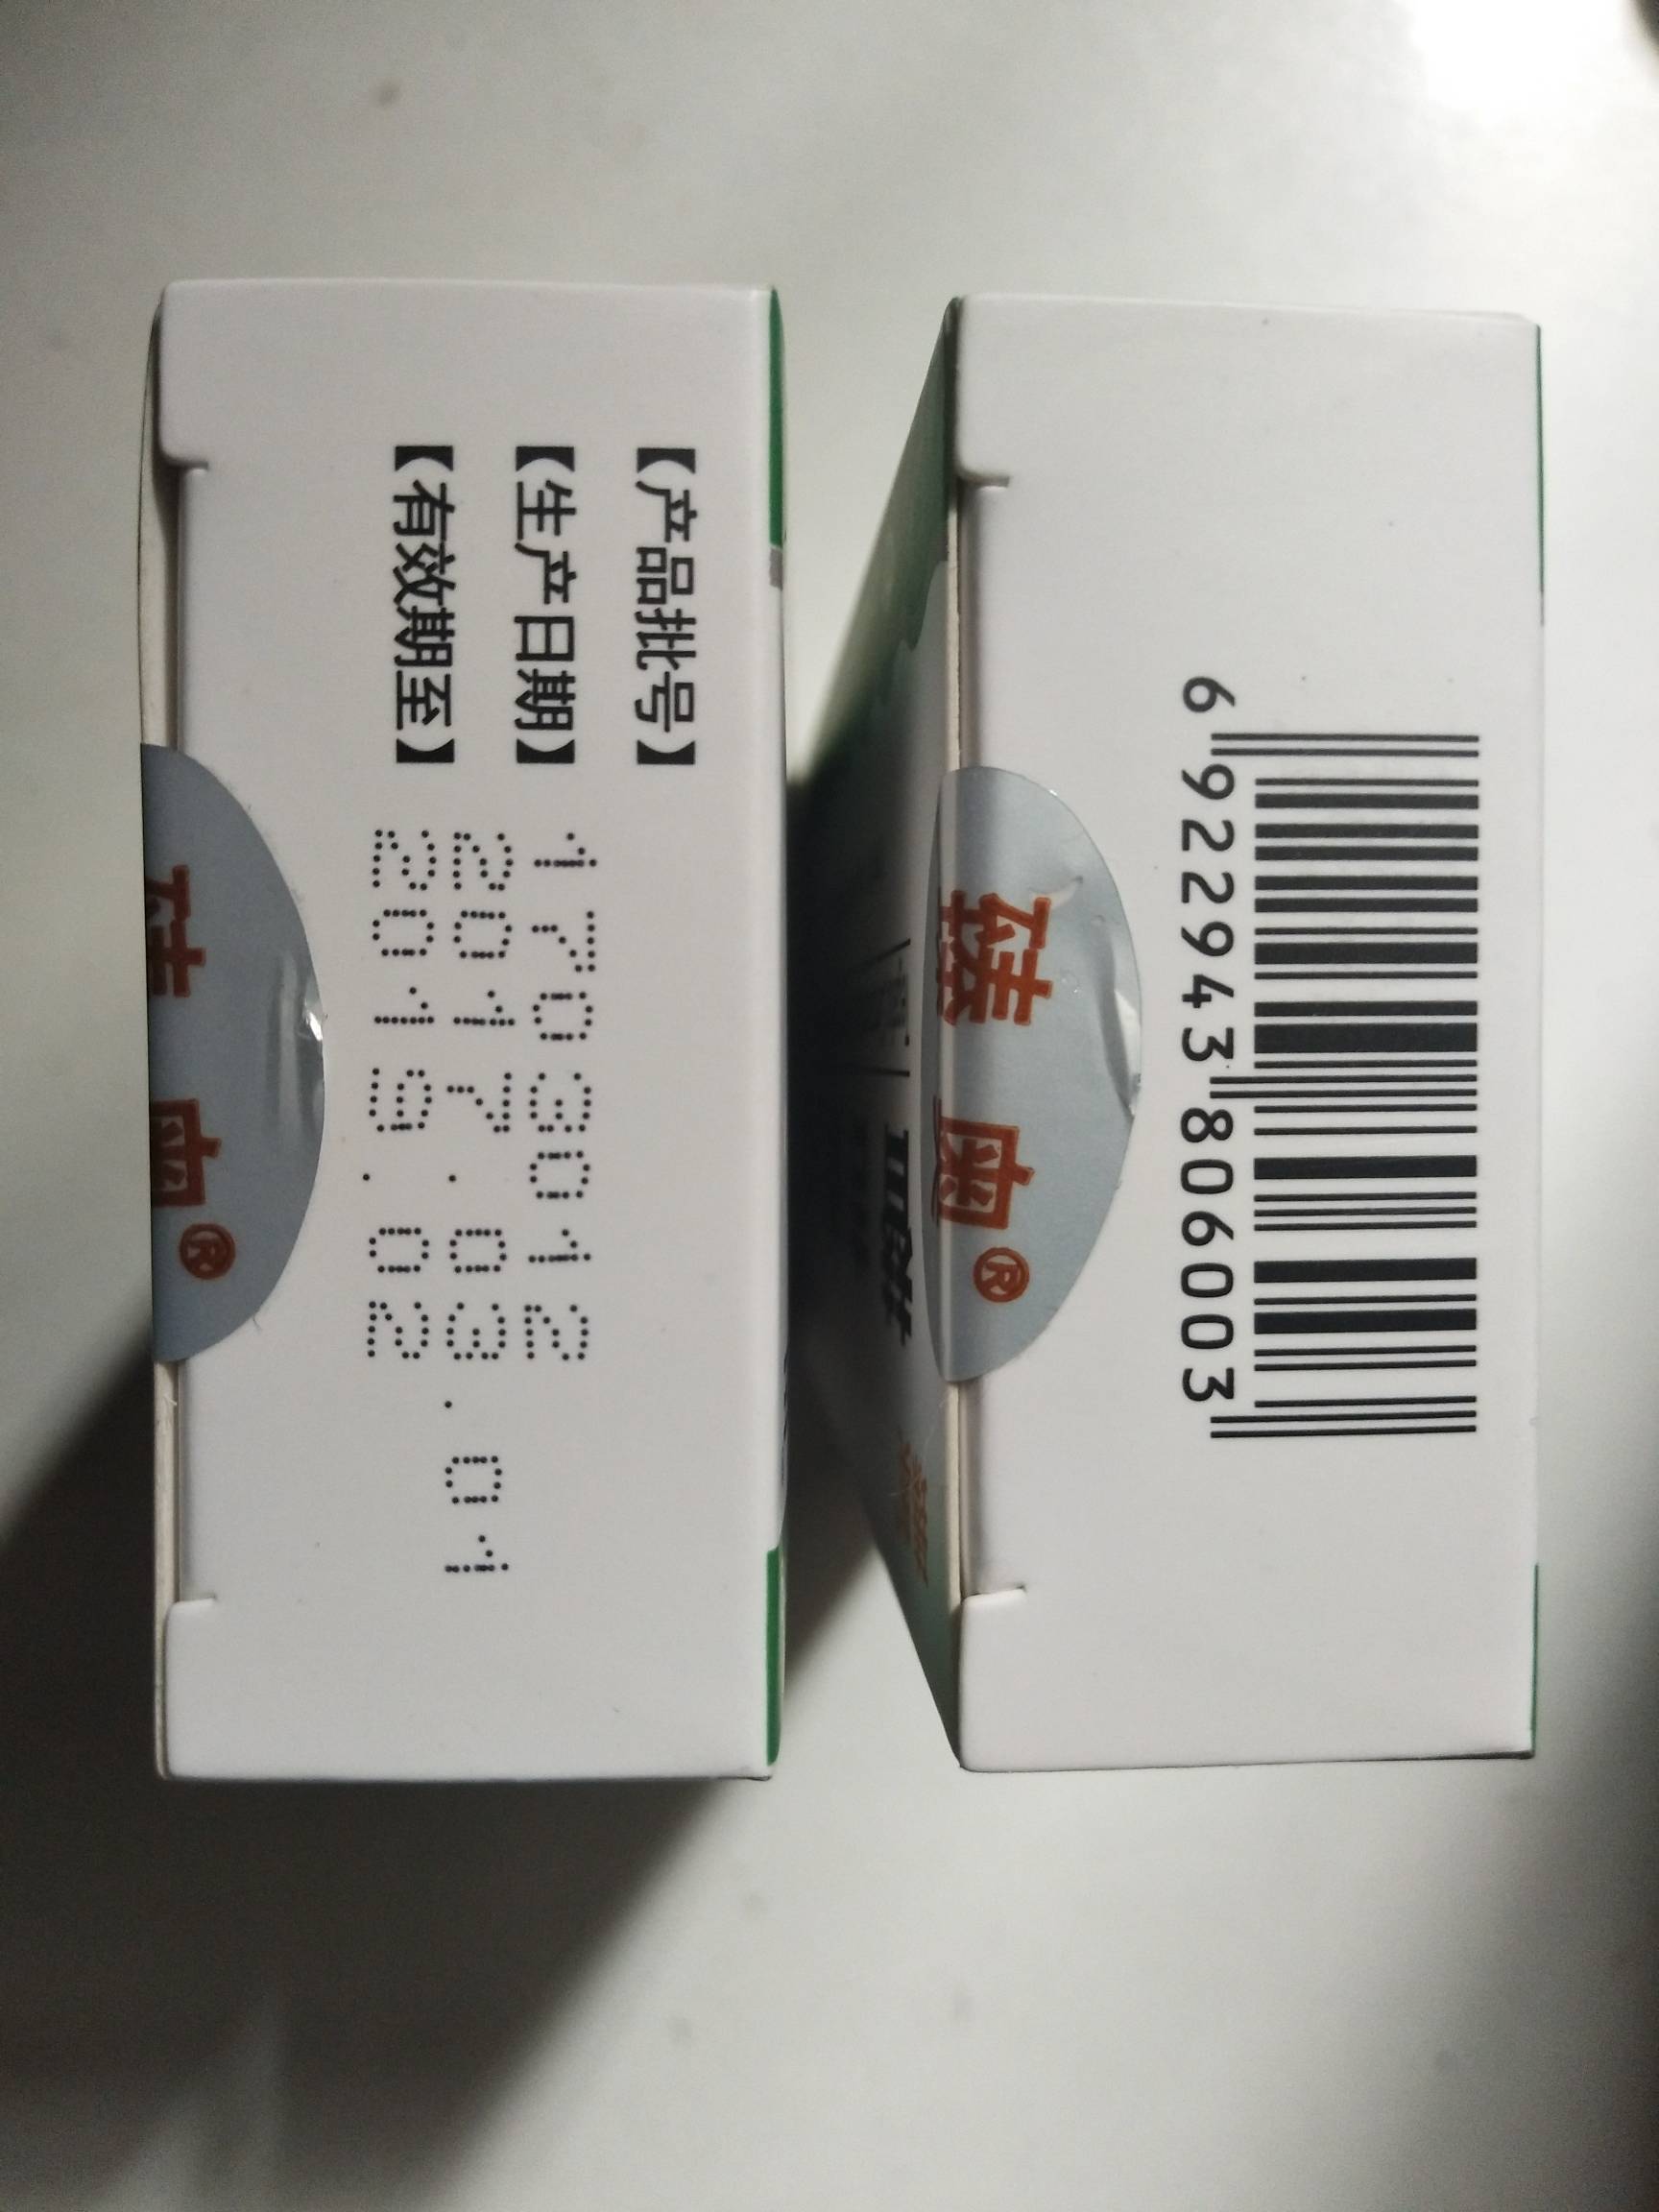 【产品批号】 1703012
【生产日期】 2017.03.01
【有效期至】 2019.02
臻奥®
6 922943 806003
臻奥®